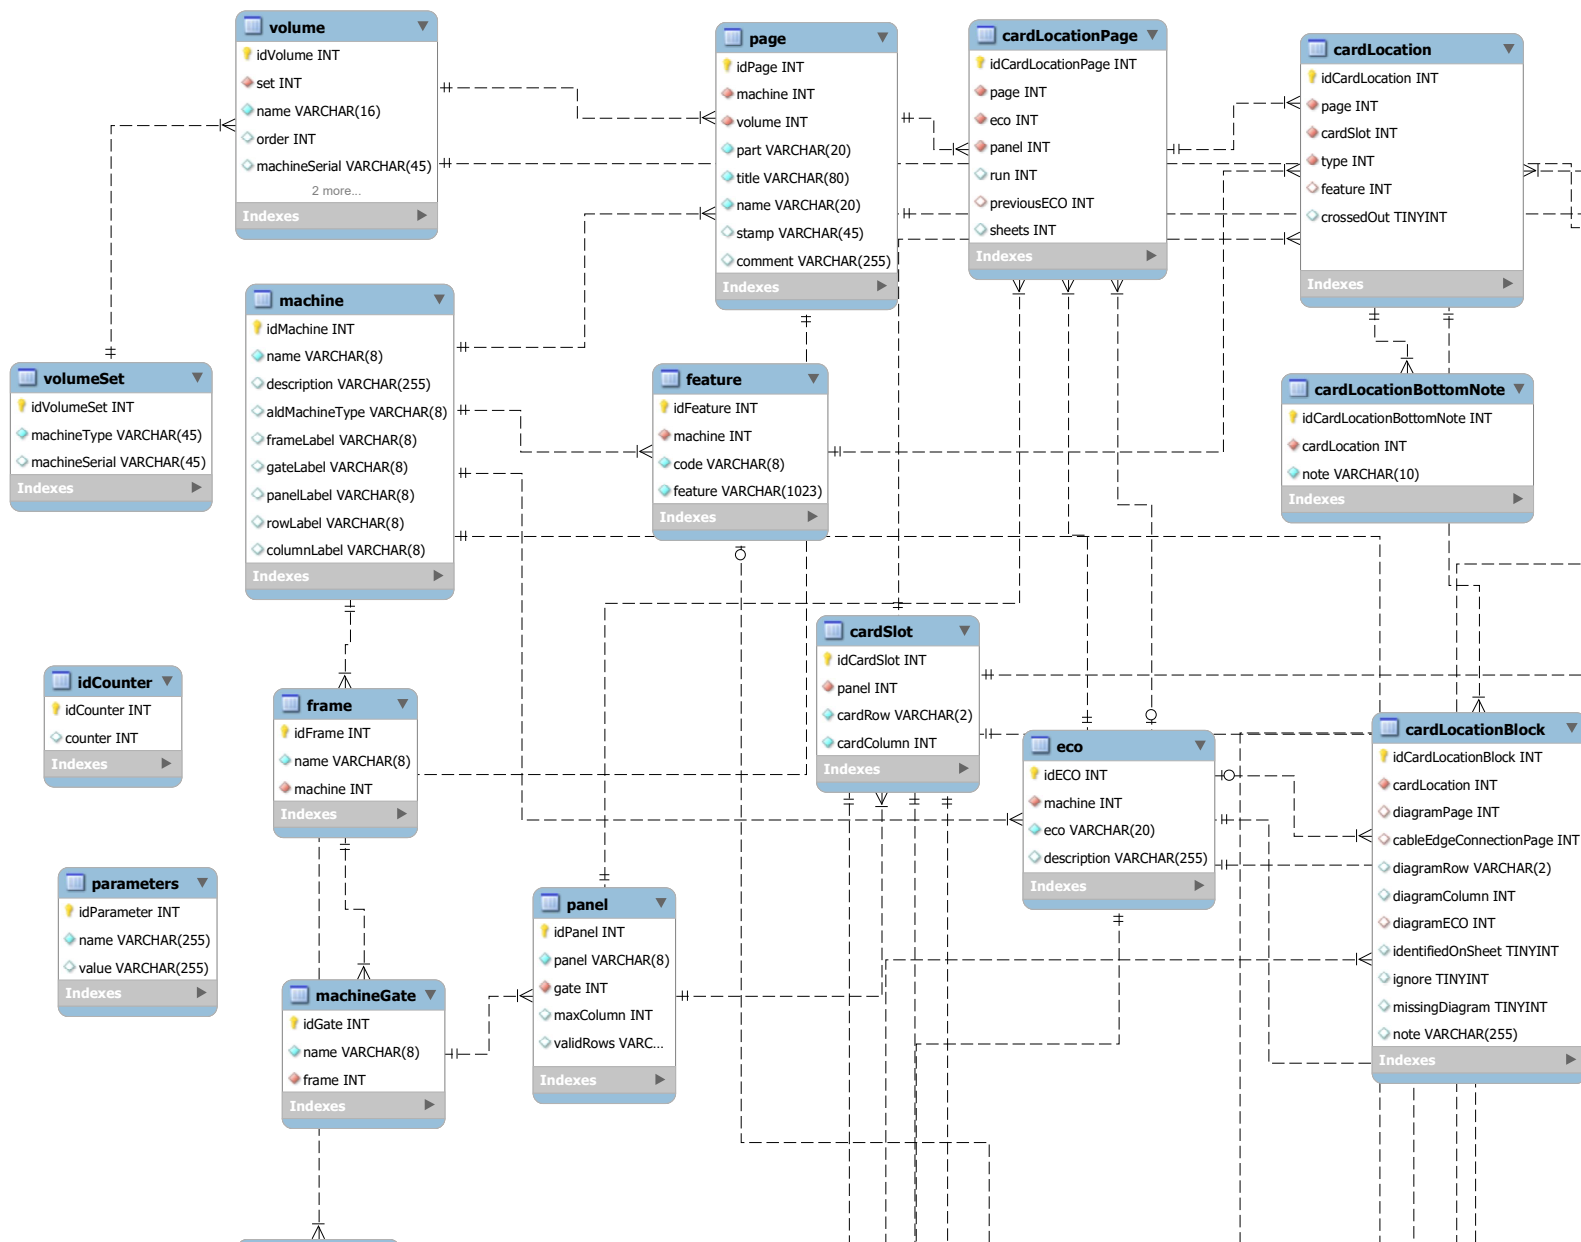 volume
idVolume INT
set INT
name VARCHAR(16)
order INT
machineSerial VARCHAR(45)
2 more...
Indexes
page
idPage INT
machine INT
volume INT
part VARCHAR(20)
title VARCHAR(80)
name VARCHAR(20)
stamp VARCHAR(45)
comment VARCHAR(255)
Indexes
cardLocationPage
idCardLocationPage INT
page INT
eco INT
panel INT
run INT
previousECO INT
sheets INT
Indexes
cardLocation
idCardLocation INT
page INT
cardSlot INT
type INT
feature INT
crossedOut TINYINT
Indexes
machine
idMachine INT
name VARCHAR(8)
description VARCHAR(255)
aldMachineType VARCHAR(8)
frameLabel VARCHAR(8)
gateLabel VARCHAR(8)
panelLabel VARCHAR(8)
rowLabel VARCHAR(8)
columnLabel VARCHAR(8)
Indexes
volumeSet
idVolumeSet INT
machineType VARCHAR(45)
machineSerial VARCHAR(45)
Indexes
feature
idFeature INT
machine INT
code VARCHAR(8)
feature VARCHAR(1023)
Indexes
cardLocationBottomNote
idCardLocationBottomNote INT
cardLocation INT
note VARCHAR(10)
Indexes
cardSlot
idCardSlot INT
panel INT
cardRow VARCHAR(2)
cardColumn INT
Indexes
idCounter
idCounter INT
counter INT
Indexes
frame
idFrame INT
name VARCHAR(8)
machine INT
Indexes
eco
idECO INT
machine INT
eco VARCHAR(20)
description VARCHAR(255)
Indexes
cardLocationBlock
idCardLocationBlock INT
cardLocation INT
diagramPage INT
cableEdgeConnectionPage INT
diagramRow VARCHAR(2)
diagramColumn INT
diagramECO INT
identifiedOnSheet TINYINT
ignore TINYINT
missingDiagram TINYINT
note VARCHAR(255)
Indexes
parameters
idParameter INT
name VARCHAR(255)
value VARCHAR(255)
Indexes
panel
idPanel INT
panel VARCHAR(8)
gate INT
maxColumn INT
validRows VARC...
Indexes
machineGate
idGate INT
name VARCHAR(8)
frame INT
Indexes